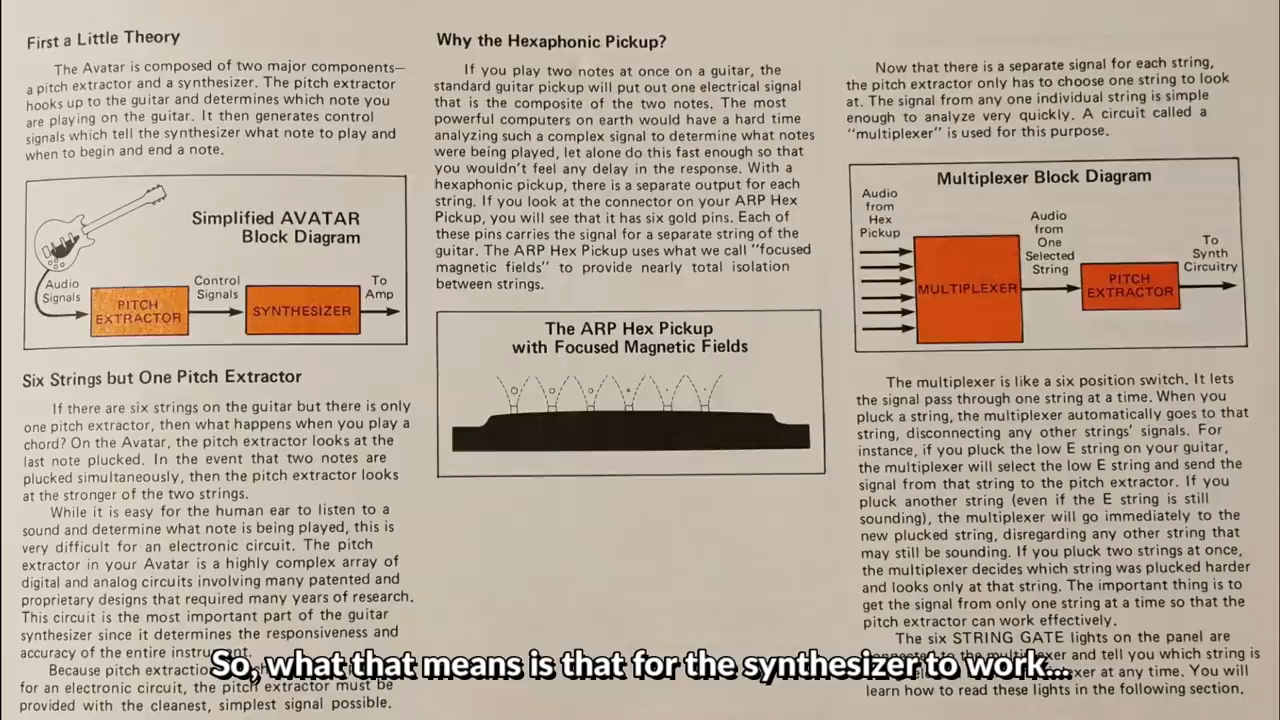 First a Little Theory
The Avatar is composed of two major components—
a pitch extractor and a synthesizer. The pitch extractor
hooks up to the guitar and determines which note you
are playing on the guitar. It then generates control
signals which tell the synthesizer what note to play and
when to begin and end a note.
Simplified AVATAR
Block Diagram
Audio
Signals
PITCH
EXTRACTOR
Control
Signals
SYNTHESIZER
To
Amp
Six Strings but One Pitch Extractor
If there are six strings on the guitar but there is only
one pitch extractor, then what happens when you play a
chord? On the Avatar, the pitch extractor looks at the
last note plucked. In the event that two notes are
plucked simultaneously, then the pitch extractor looks
at the stronger of the two strings.
While it is easy for the human ear to listen to a
sound and determine what note is being played, this is
very difficult for an electronic circuit. The pitch
extractor in your Avatar is a highly complex array of
digital and analog circuits involving many patented and
proprietary designs that required many years of research.
This circuit is the most important part of the guitar
synthesizer since it determines the responsiveness and
accuracy of the entire instrument.
Because pitch extraction
for an electronic circuit, the pitch extractor must be
provided with the cleanest, simplest signal possible.
Why the Hexaphonic Pickup?
If you play two notes at once on a guitar, the
standard guitar pickup will put out one electrical signal
that is the composite of the two notes. The most
powerful computers on earth would have a hard time
analyzing such a complex signal to determine what notes
were being played, let alone do this fast enough so that
you wouldn't feel any delay in the response. With a
hexaphonic pickup, there is a separate output for each
string. If you look at the connector on your ARP Hex
Pickup, you will see that it has six gold pins. Each of
these pins carries the signal for a separate string of the
guitar. The ARP Hex Pickup uses what we call "focused
magnetic fields" to provide nearly total isolation
between strings.
The ARP Hex Pickup
with Focused Magnetic Fields
Now that there is a separate signal for each string,
the pitch extractor only has to choose one string to look
at. The signal from any one individual string is simple
enough to analyze very quickly. A circuit called a
"multiplexer" is used for this purpose.
Multiplexer Block Diagram
Audio
from
Hex
Pickup
MULTIPLEXER
Audio
from
One
Selected
String
PITCH
EXTRACTOR
To
Synth
Circuitry
The multiplexer is like a six position switch. It lets
the signal pass through one string at a time. When you
pluck a string, the multiplexer automatically goes to that
string, disconnecting any other strings' signals. For
instance, if you pluck the low E string on your guitar,
the multiplexer will select the low E string and send the
signal from that string to the pitch extractor. If you
pluck another string (even if the E string is still
sounding), the multiplexer will go immediately to the
new plucked string, disregarding any other string that
may still be sounding. If you pluck two strings at once,
the multiplexer decides which string was plucked harder
and looks only at that string. The important thing is to
get the signal from only one string at a time so that the
pitch extractor can work effectively.
The six STRING GATE lights on the panel are
to the multiplexer and tell you which string is
at any time. You will
learn how to read these lights in the following section.
So, what that means is that for the synthesizer to work...